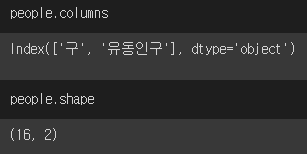 people.columns
Index(['구', '유동인구'], dtype='object')
people.shape
(16, 2)